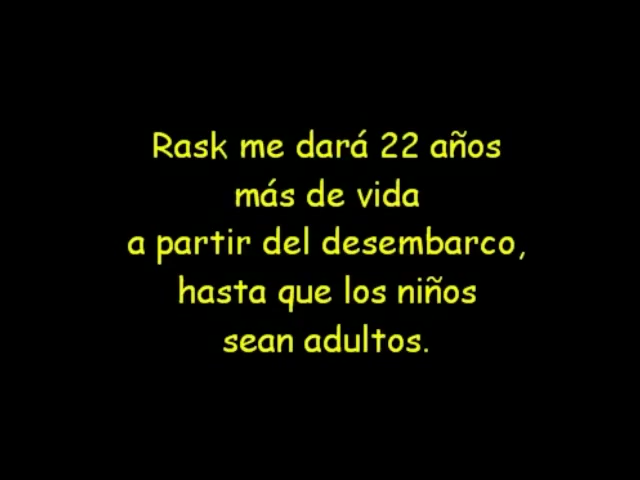 Rask me dará 22 años
más de vida
a partir del desembarco,
hasta que los niños
sean adultos.